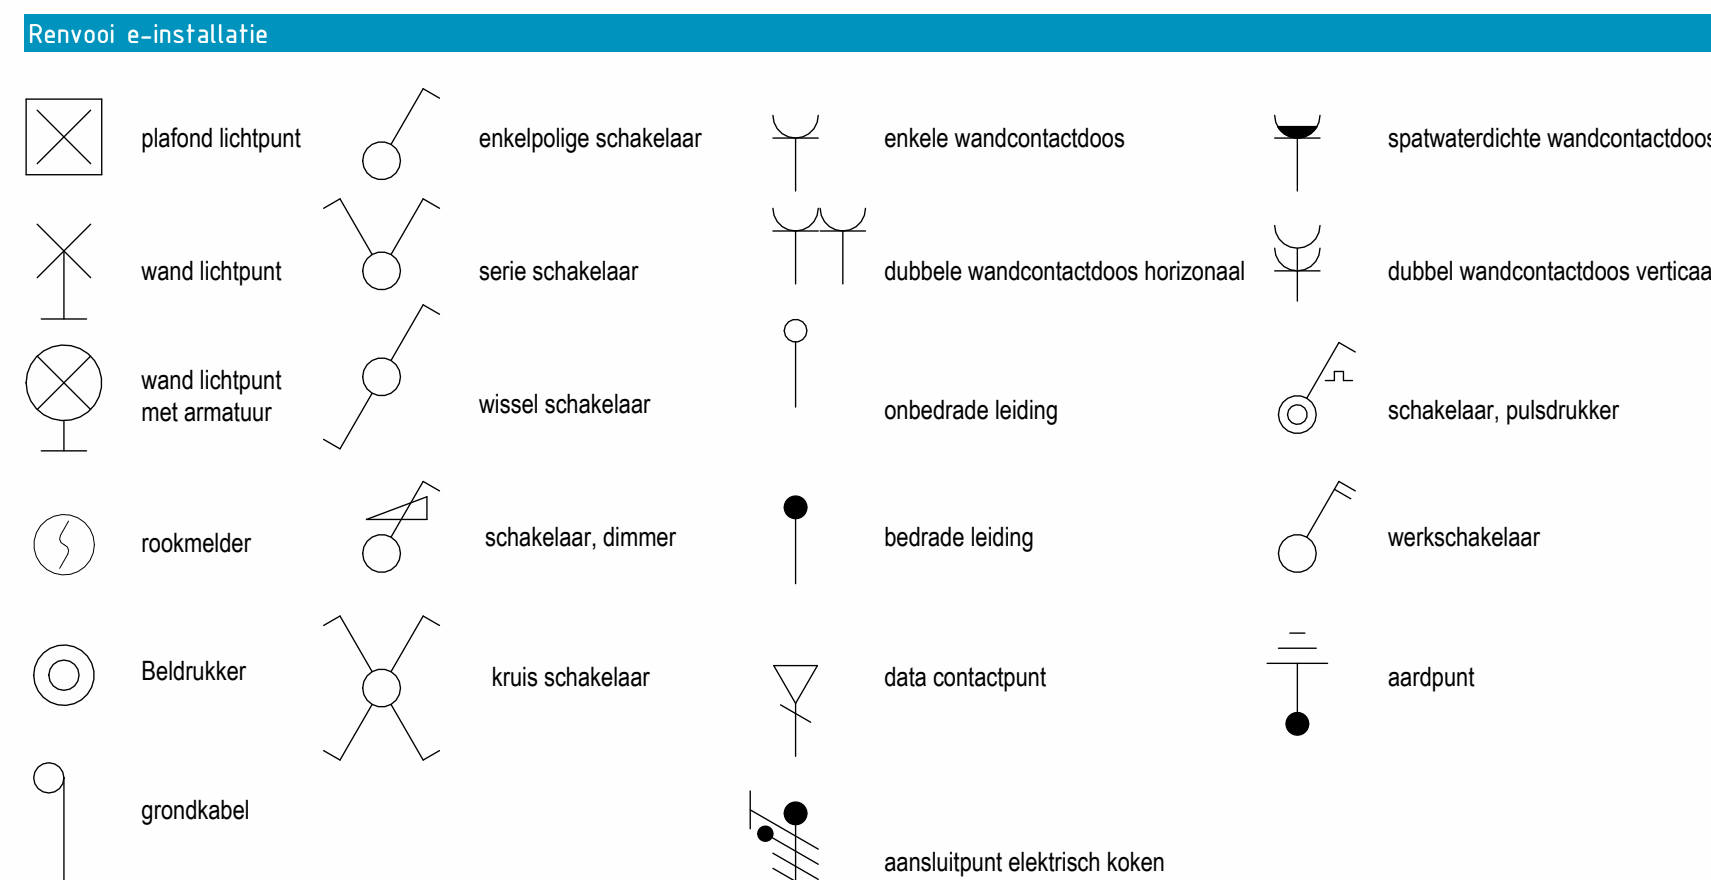 Renvooi e-installatie
plafond lichtpunt
enkelpolige schakelaar
enkele wandcontactdoos
spatwaterdichte wandcontactdoos
wand lichtpunt
serie schakelaar
dubbele wandcontactdoos horizonaal
dubbel wandcontactdoos verticaa
wand lichtpunt
met armatuur
wissel schakelaar
onbedrade leiding
schakelaar, pulsdrukker
rookmelder
schakelaar, dimmer
bedrade leiding
werkschakelaar
Beldrukker
kruis schakelaar
data contactpunt
aardpunt
grondkabel
aansluitpunt elektrisch koken